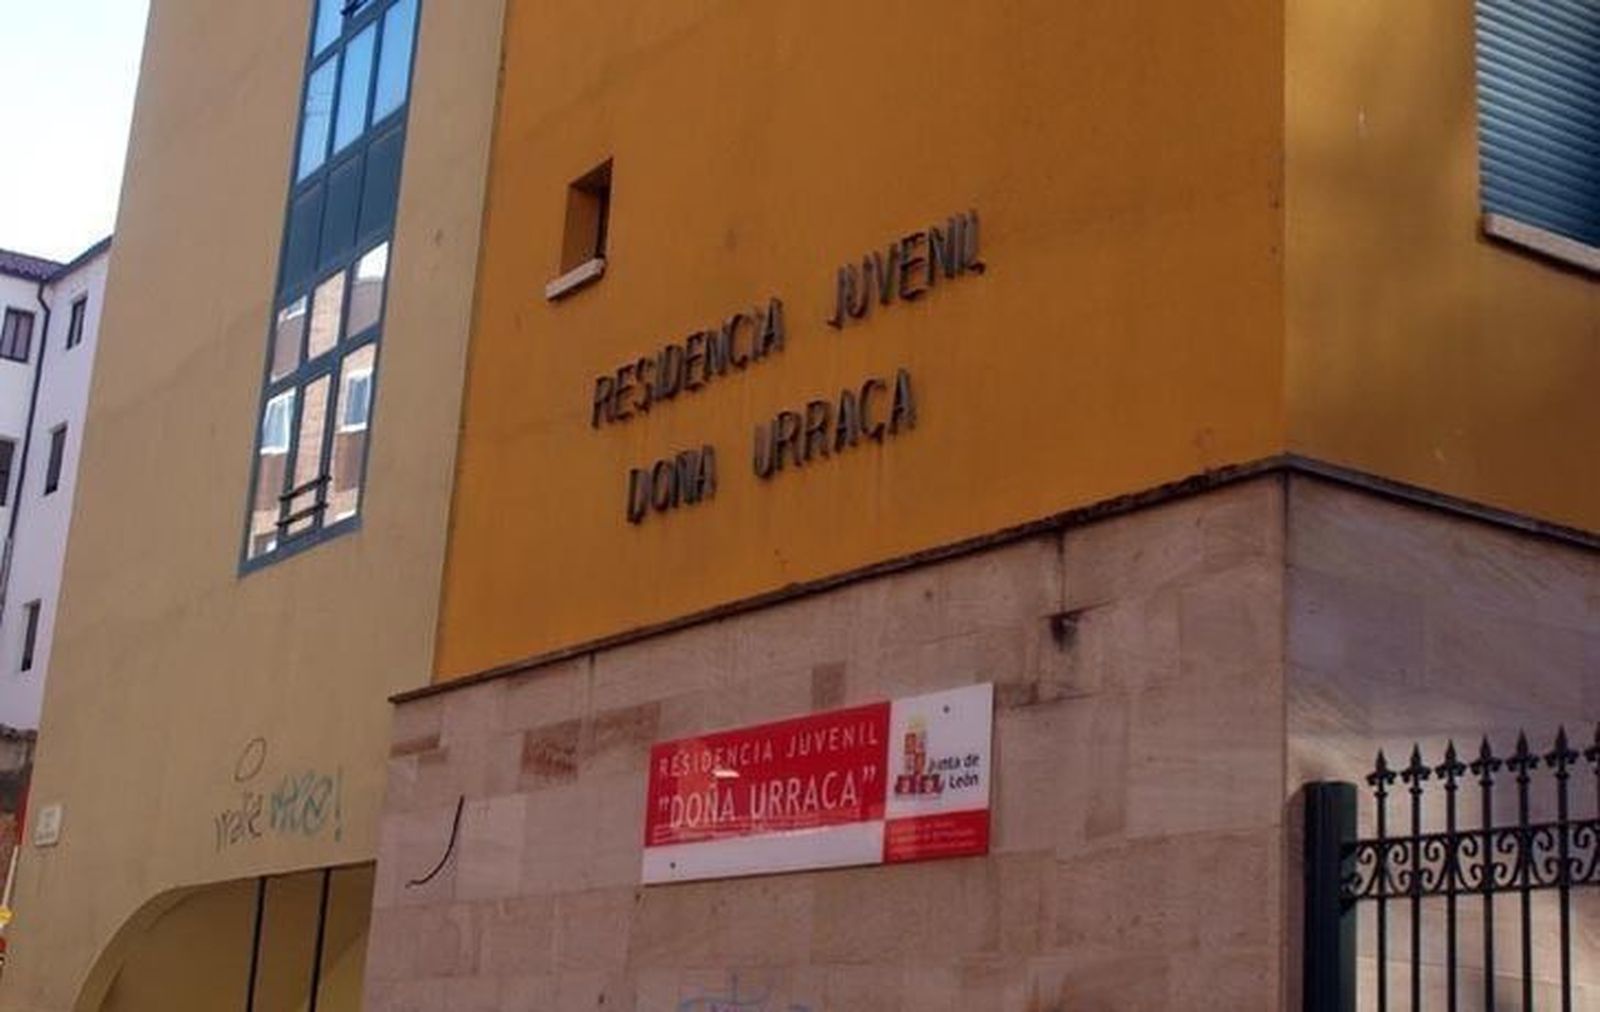 RESIDENCIA JUVENIL
DOÑA URRACA
RESIDENCIA JUVENIL
"DOÑA URRACA"
Junta de
León